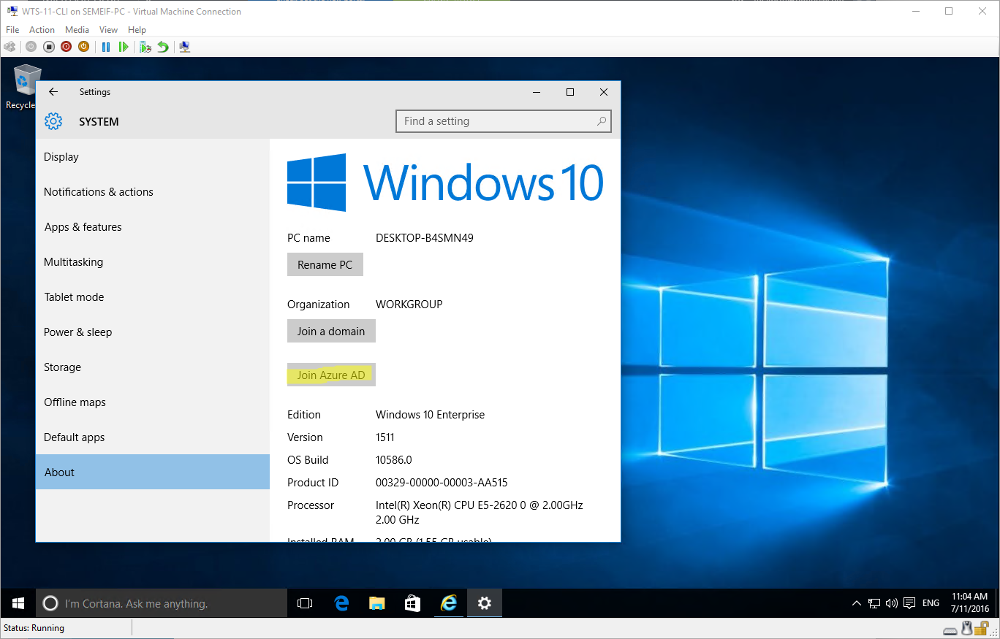 WTS-11-CLI on SEMEIF-PC - Virtual Machine Connection
File Action Media View Help
Recycle
Settings
SYSTEM
Find a setting
Display
Notifications & actions
Apps & features
Multitasking
Tablet mode
Power & sleep
Storage
Offline maps
Default apps
About
Windows 10
PC name DESKTOP-B4SMN49
Rename PC
Organization WORKGROUP
Join a domain
Join Azure AD
Edition Windows 10 Enterprise
Version 1511
OS Build 10586.0
Product ID 00329-00000-00003-AA515
Processor Intel(R) Xeon(R) CPU E5-2620 0 @ 2.00GHz
2.00 GHz
Installed RAM 2.00 GB (1.55 GB usable)
I'm Cortana. Ask me anything.
ENG
11:04 AM
7/11/2016
Status: Running